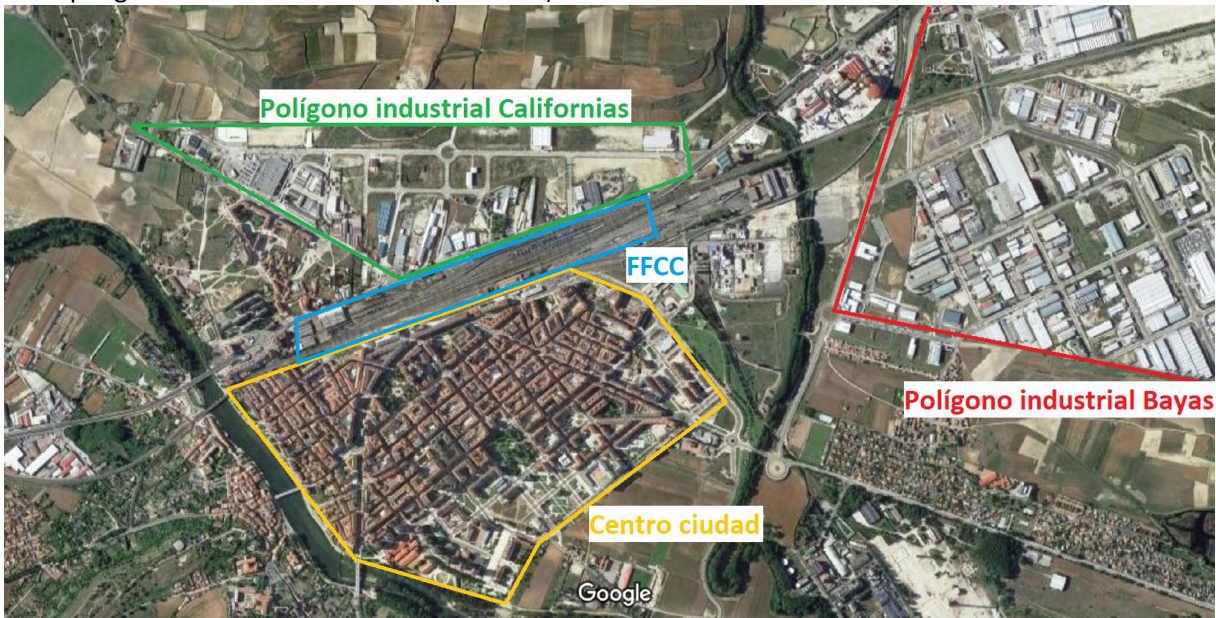 Polígono industrial Californias
FFCC
Polígono industrial Bayas
Centro ciudad
Google